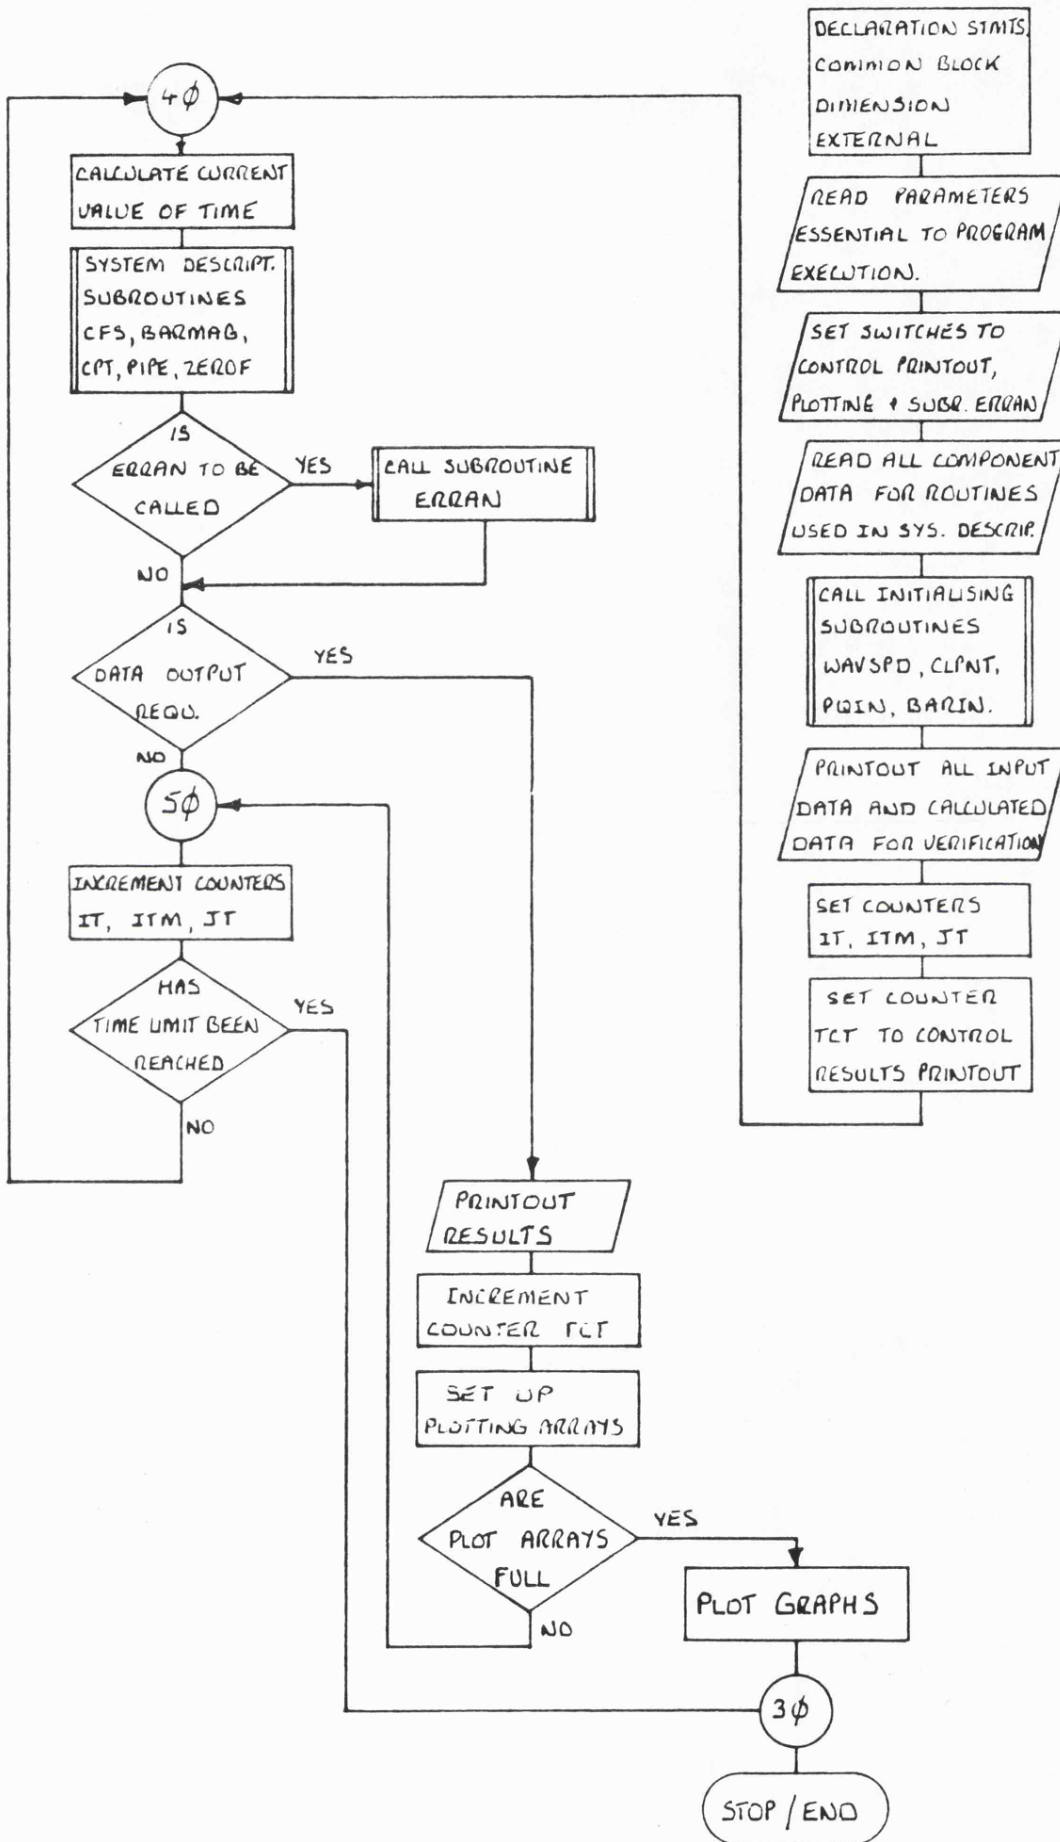 DECLARATION STMTS.
COMMON BLOCK
DIMENSION
EXTERNAL
READ PARAMETERS
ESSENTIAL TO PROGRAM
EXECUTION.
SET SWITCHES TO
CONTROL PRINTOUT,
PLOTTING + SUBR. ERRAN
READ ALL COMPONENT
DATA FOR ROUTINES
USED IN SYS. DESCRIP.
CALL INITIALISING
SUBROUTINES
WAVSPD, CLPNT,
PQIN, BARIN.
PRINTOUT ALL INPUT
DATA AND CALCULATED
DATA FOR VERIFICATION
SET COUNTERS
IT, ITM, JT
SET COUNTER
TCT TO CONTROL
RESULTS PRINTOUT
4φ
CALCULATE CURRENT
VALUE OF TIME
SYSTEM DESCRIPT.
SUBROUTINES
CFS, BARMAG,
CPT, PIPE, ZEROF
IS
ERRAN TO BE
CALLED
YES
CALL SUBROUTINE
ERRAN
NO
IS
DATA OUTPUT
REQU.
YES
NO
5φ
INCREMENT COUNTERS
IT, ITM, JT
HAS
TIME LIMIT BEEN
REACHED
YES
NO
PRINTOUT
RESULTS
INCREMENT
COUNTER TCT
SET UP
PLOTTING ARRAYS
ARE
PLOT ARRAYS
FULL
YES
NO
PLOT GRAPHS
3φ
STOP / END